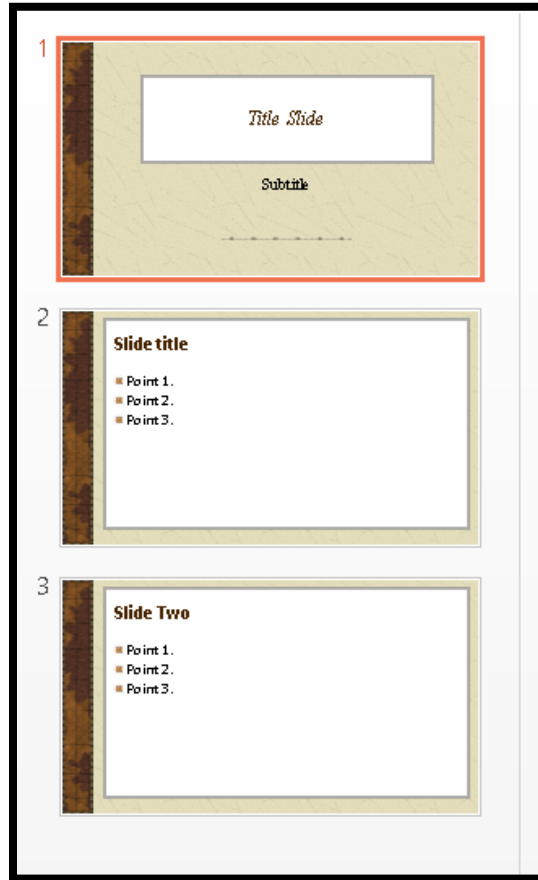 1
Title Slide
Subtitle
2
Slide title
Point 1.
Point 2.
Point 3.
3
Slide Two
Point 1.
Point 2.
Point 3.